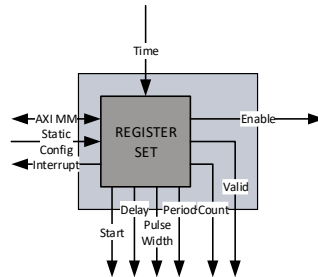 Time
AXI MM
Static
Config
Interrupt
REGISTER
SET
Enable
Valid
Start
Delay
Pulse
Width
Period
Count